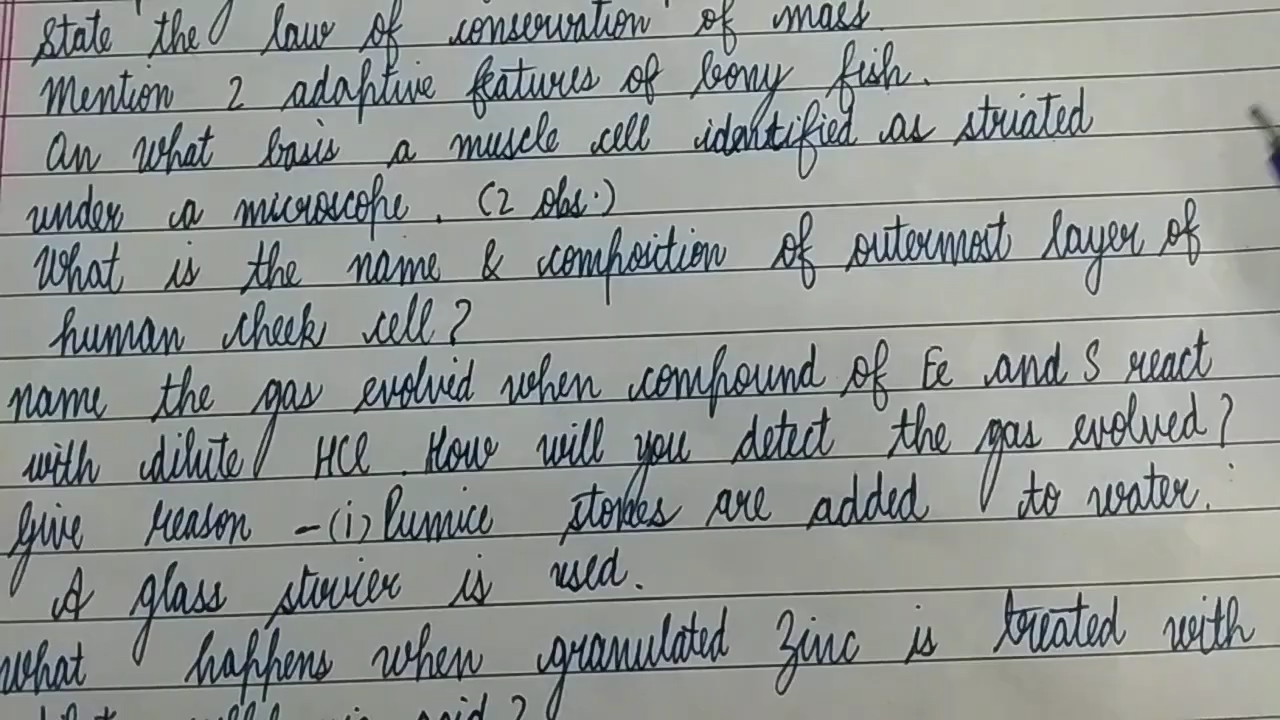 State the law of conservation of mass
Mention 2 adaptive features of bony fish.
An what basis a muscle cell identified as striated
under a microscope. (2 obs.)
What is the name & composition of outermost layer of
human cheek cell?
name the gas evolved when compound of Fe and S react
with dilute HCl. How will you detect the gas evolved?
Give reason - (i) Pumice stones are added to water.
A glass stirrer is used.
What happens when granulated Zinc is treated with
acid?